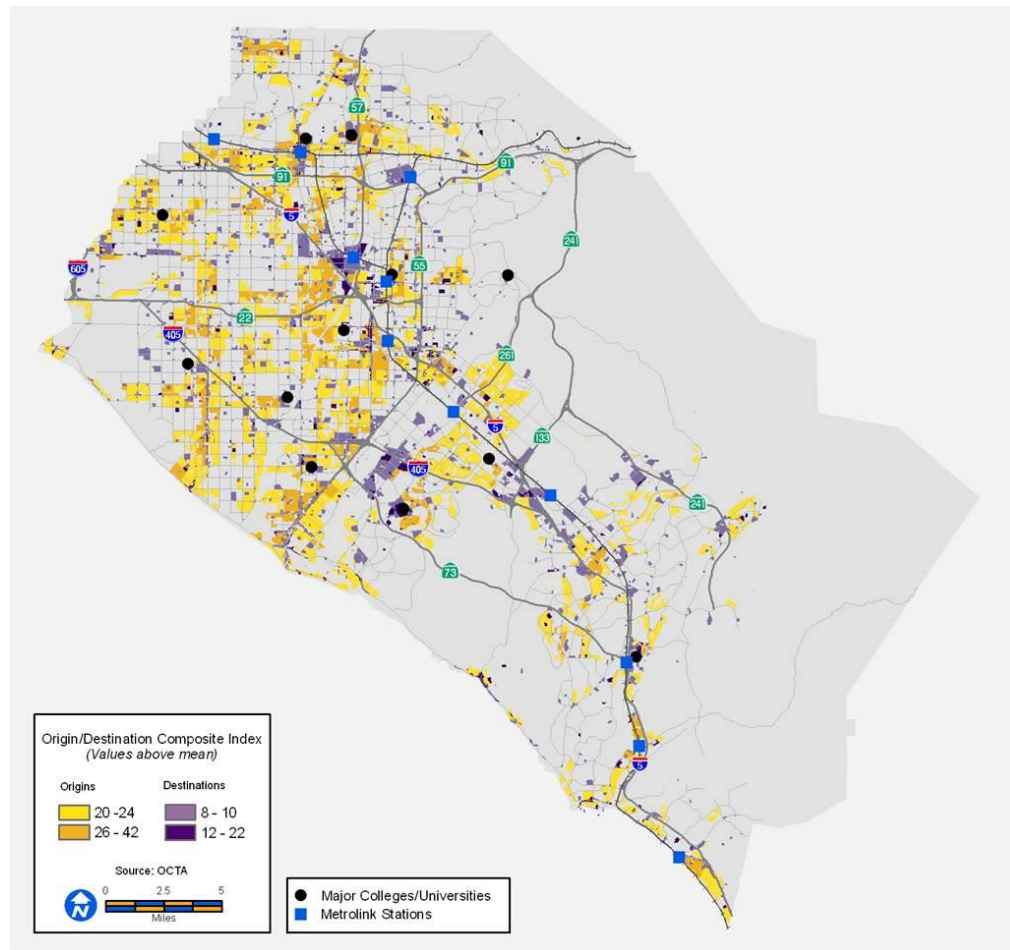 57
91
91
5
241
55
605
22
405
261
5
133
405
241
73
5
Origin/Destination Composite Index
(Values above mean)
Origins Destinations
20 -24 8 - 10
26 - 42 12 - 22
Source: OCTA
0 2.5 5
Miles
N
Major Colleges/Universities
Metrolink Stations